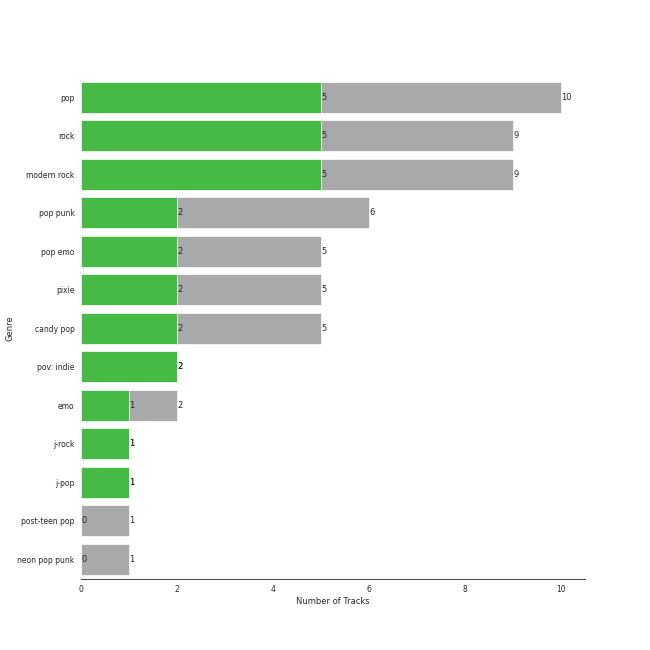 pop 5 10
rock 5 9
modern rock 5 9
pop punk 2 6
pop emo 2 5
pixie 2 5
candy pop 2 5
pov: indie 2
emo 1 2
j-rock 1
j-pop 1
post-teen pop 0 1
neon pop punk 0 1
0 2 4 6 8 10
Number of Tracks
Genre